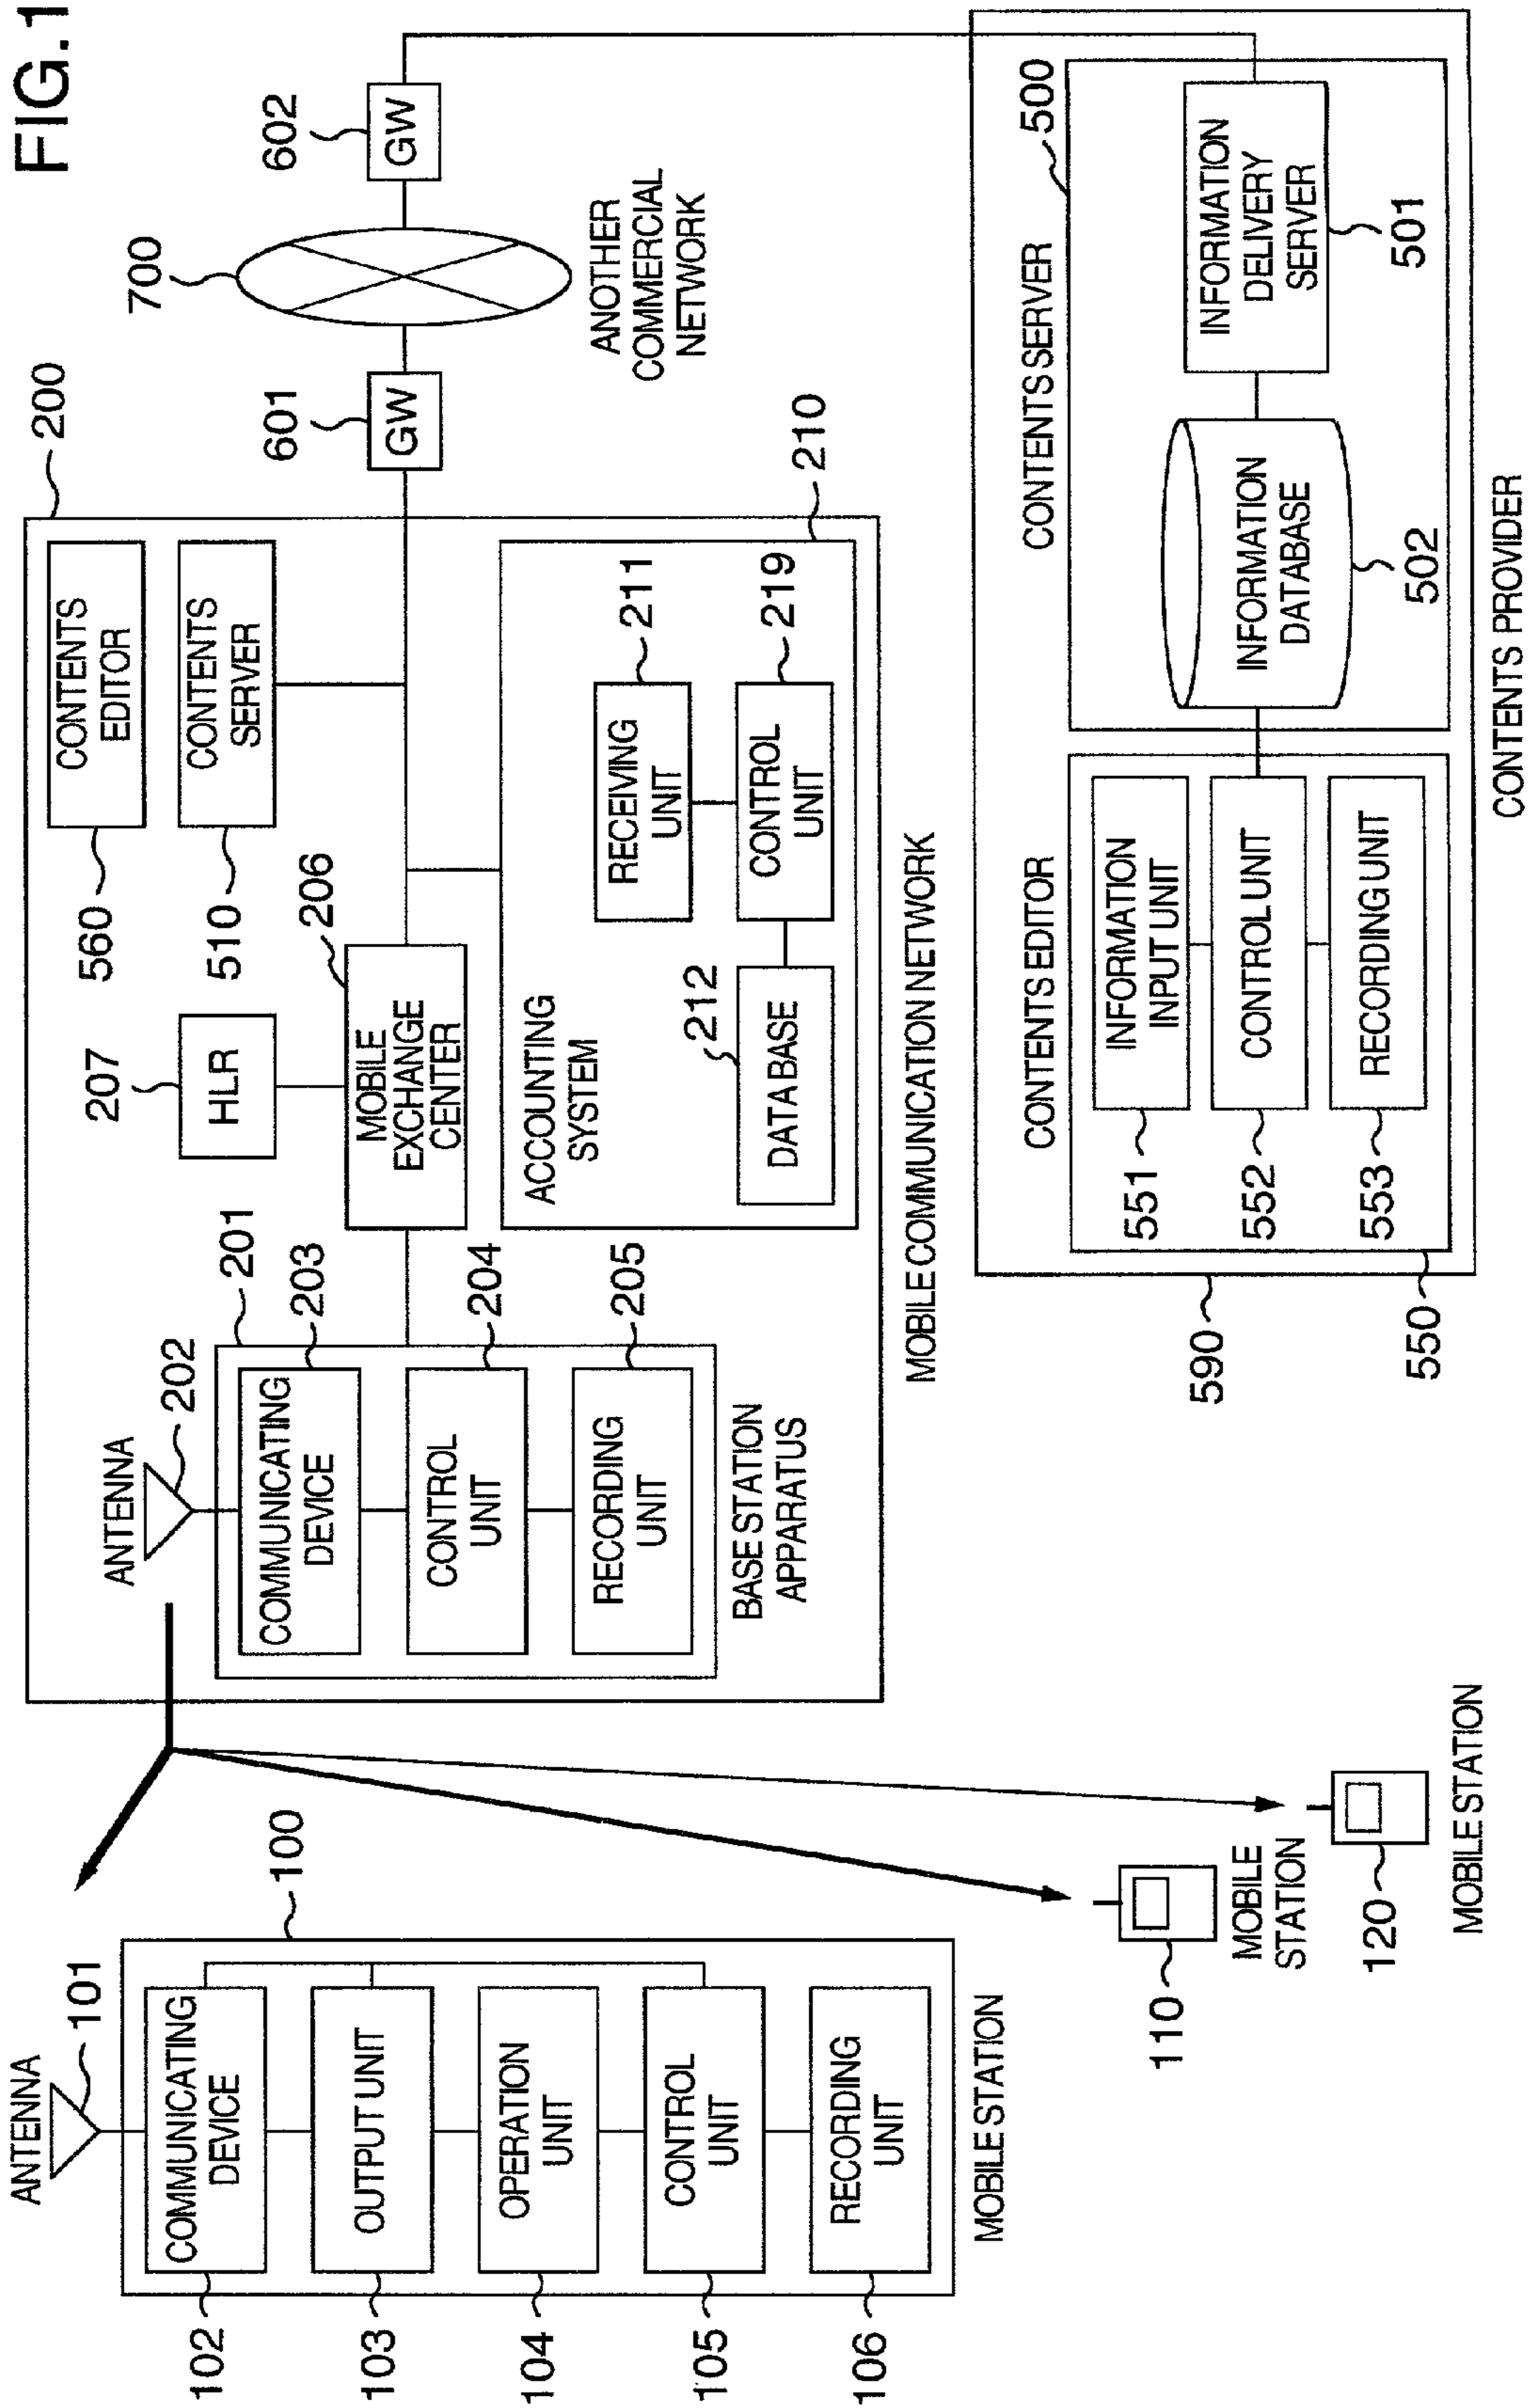 FIG.1
ANTENNA
101
100
COMMUNICATING
DEVICE
102
OUTPUT UNIT
103
OPERATION
UNIT
104
CONTROL
UNIT
105
RECORDING
UNIT
106
MOBILE STATION
110
MOBILE
STATION
120
MOBILE STATION
200
ANTENNA
202
201
COMMUNICATING
DEVICE
203
CONTROL
UNIT
204
RECORDING
UNIT
205
BASE STATION
APPARATUS
207
HLR
206
MOBILE
EXCHANGE
CENTER
560
CONTENTS
EDITOR
510
CONTENTS
SERVER
ACCOUNTING
SYSTEM
210
RECEIVING
UNIT
211
CONTROL
UNIT
219
212
DATABASE
MOBILE COMMUNICATION NETWORK
601
GW
700
ANOTHER
COMMERCIAL
NETWORK
602
GW
CONTENTS EDITOR
INFORMATION
INPUT UNIT
551
CONTROL UNIT
552
RECORDING UNIT
553
550
590
CONTENTS SERVER
500
INFORMATION
DATABASE
502
INFORMATION
DELIVERY
SERVER
501
CONTENTS PROVIDER